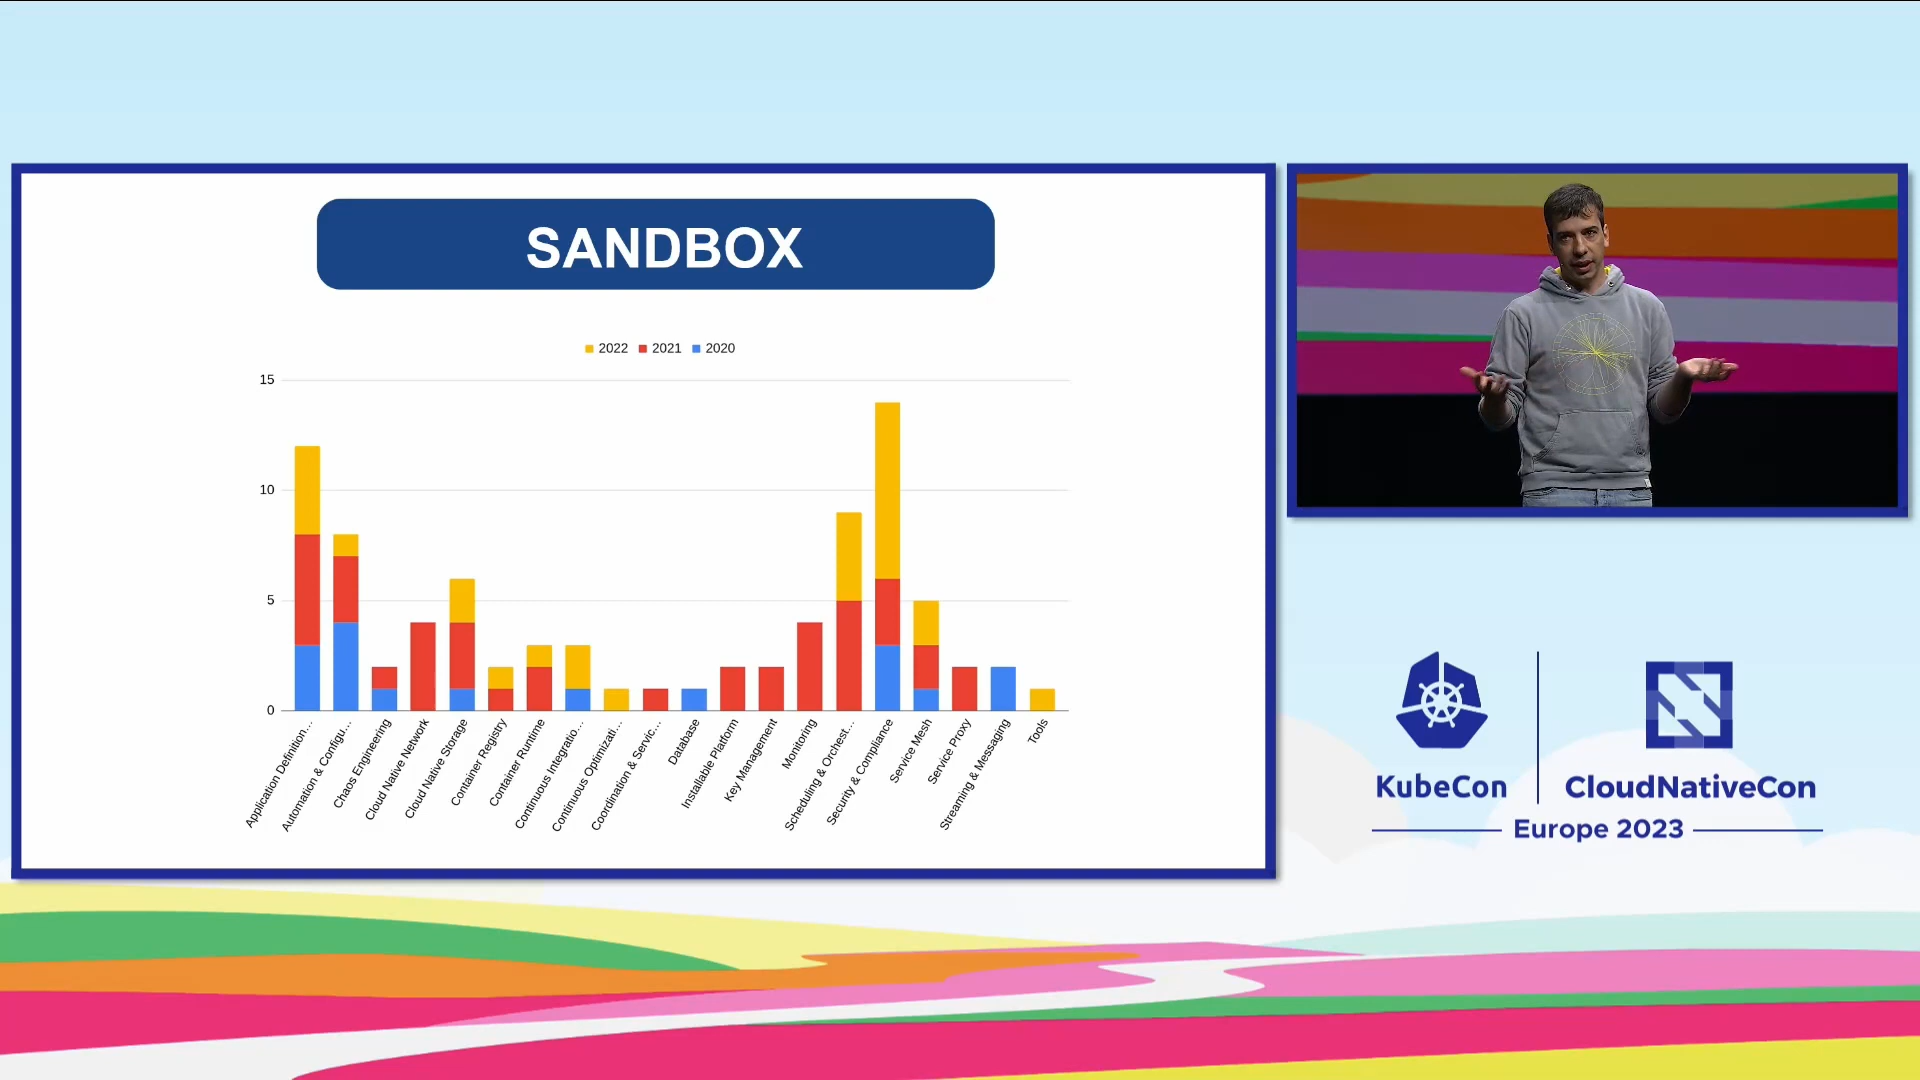 SANDBOX
2022 2021 2020
15
10
5
0
Application Definition...
Automation & Configu...
Chaos Engineering
Cloud Native Network
Cloud Native Storage
Container Registry
Container Runtime
Continuous Integratio...
Continuous Optimizati...
Coordination & Servic...
Database
Installable Platform
Key Management
Monitoring
Scheduling & Orchest...
Security & Compliance
Service Mesh
Service Proxy
Streaming & Messaging
Tools
KubeCon
CloudNativeCon
Europe 2023